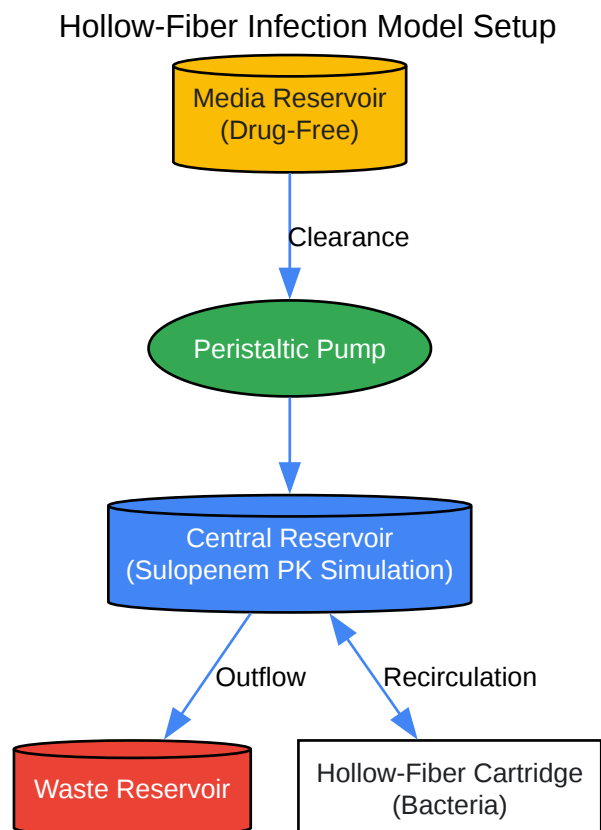 Hollow-Fiber Infection Model Setup
Media Reservoir
(Drug-Free)
Clearance
Peristaltic Pump
Central Reservoir
(Sulopenem PK Simulation)
Outflow
Recirculation
Waste Reservoir
Hollow-Fiber Cartridge
(Bacteria)